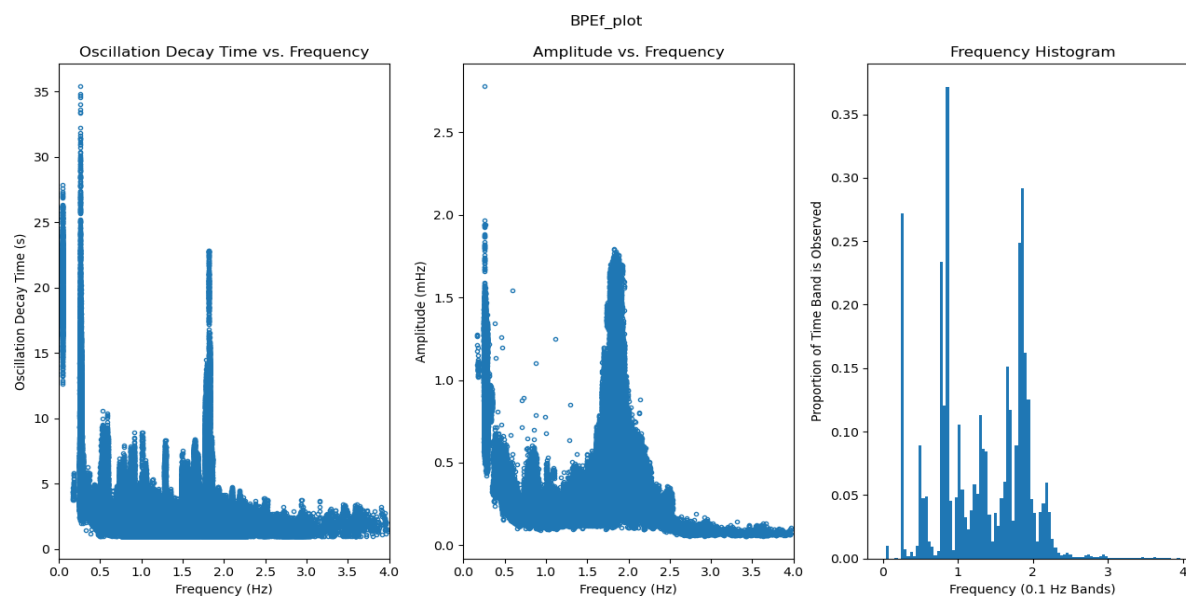 BPEf_plot
Oscillation Decay Time vs. Frequency
Oscillation Decay Time (s)
35
30
25
20
15
10
5
0
0.0 0.5 1.0 1.5 2.0 2.5 3.0 3.5 4.0
Frequency (Hz)
Amplitude vs. Frequency
Amplitude (mHz)
2.5
2.0
1.5
1.0
0.5
0.0
0.0 0.5 1.0 1.5 2.0 2.5 3.0 3.5 4.0
Frequency (Hz)
Frequency Histogram
Proportion of Time Band is Observed
0.35
0.30
0.25
0.20
0.15
0.10
0.05
0.00
0 1 2 3 4
Frequency (0.1 Hz Bands)